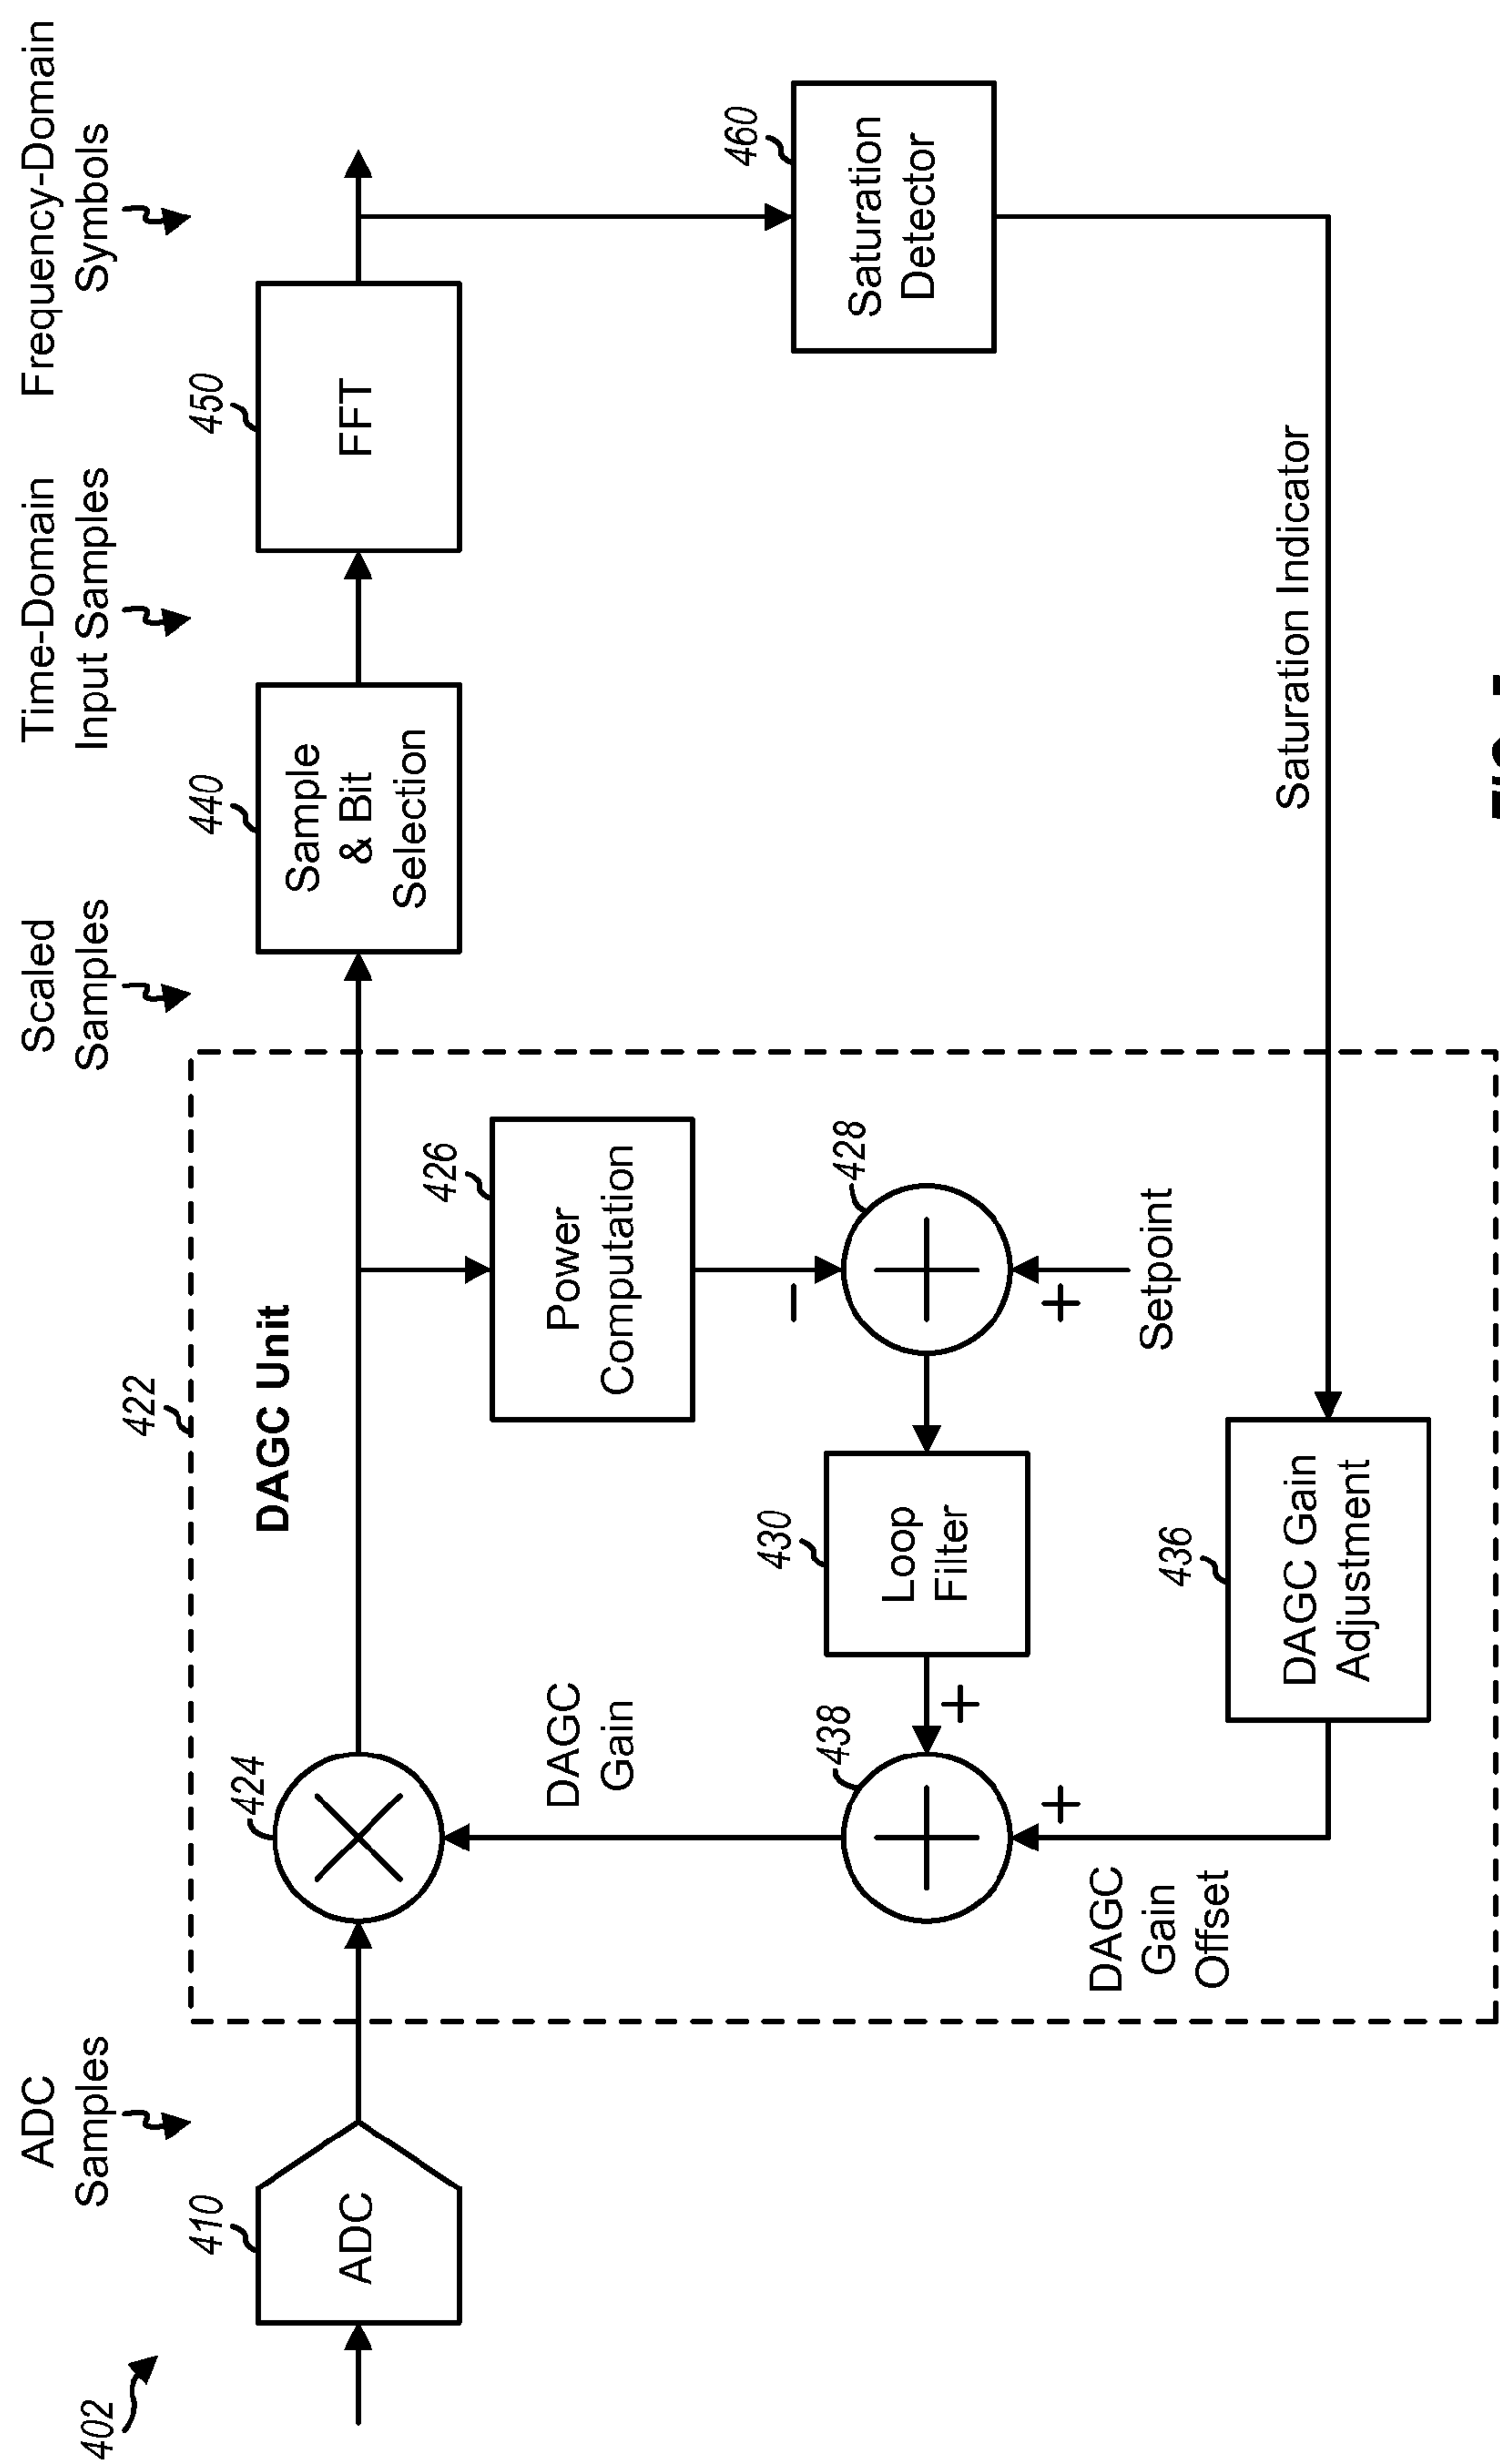 402
ADC
Samples
410
ADC
422
DAGC Unit
424
DAGC
Gain
426
Power
Computation
428
Setpoint
430
Loop
Filter
438
DAGC
Gain
Offset
436
DAGC Gain
Adjustment
Scaled
Samples
440
Sample
& Bit
Selection
Time-Domain
Input Samples
450
FFT
Frequency-Domain
Symbols
460
Saturation
Detector
Saturation Indicator